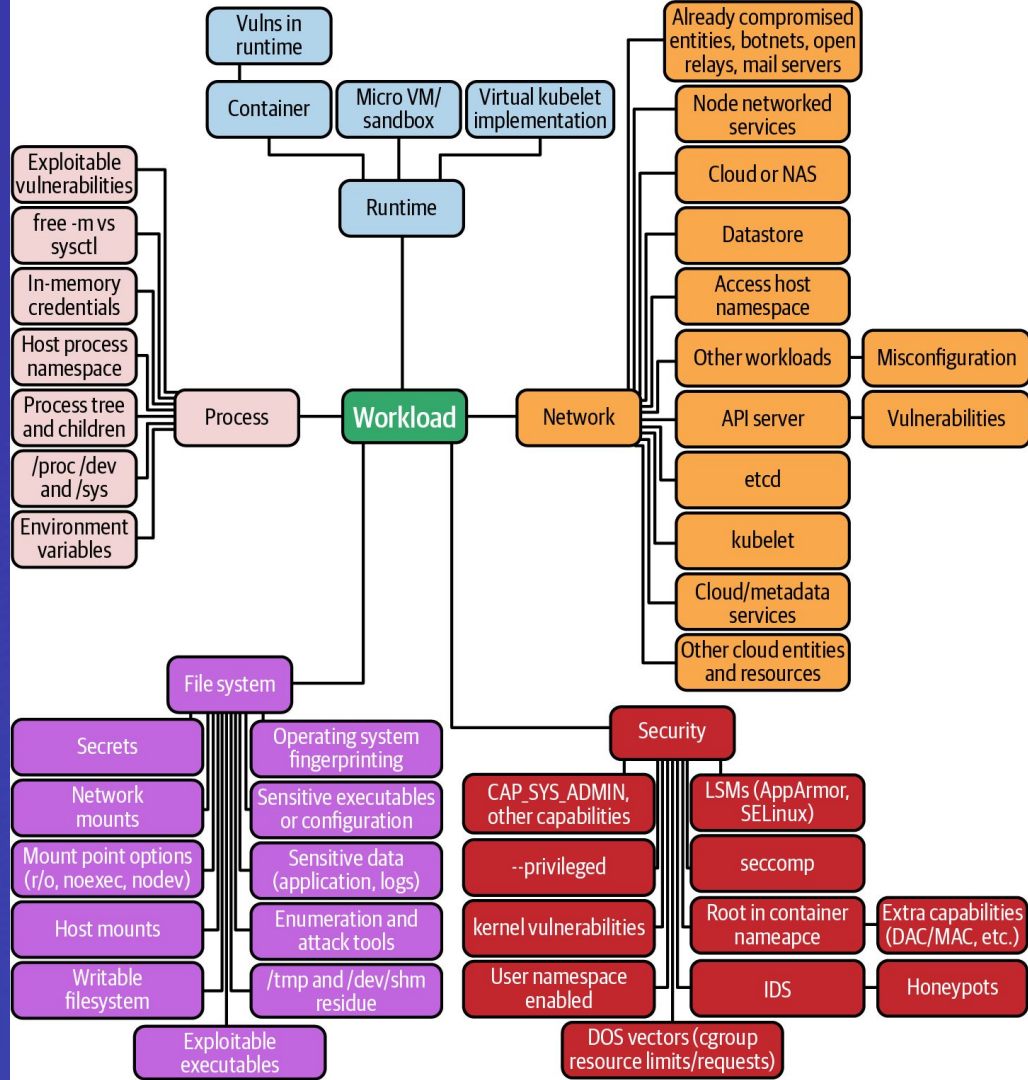 Vulns in
runtime
Container
Micro VM/
sandbox
Virtual kubelet
implementation
Runtime
Exploitable
vulnerabilities
free -m vs
sysctl
In-memory
credentials
Host process
namespace
Process tree
and children
/proc /dev
and /sys
Environment
variables
Process
Workload
Network
Already compromised
entities, botnets, open
relays, mail servers
Node networked
services
Cloud or NAS
Datastore
Access host
namespace
Other workloads
Misconfiguration
API server
Vulnerabilities
etcd
kubelet
Cloud/metadata
services
Other cloud entities
and resources
File system
Secrets
Network
mounts
Mount point options
(r/o, noexec, nodev)
Host mounts
Writable
filesystem
Operating system
fingerprinting
Sensitive executables
or configuration
Sensitive data
(application, logs)
Enumeration and
attack tools
/tmp and /dev/shm
residue
Exploitable
executables
Security
CAP_SYS_ADMIN,
other capabilities
--privileged
kernel vulnerabilities
User namespace
enabled
LSMs (AppArmor,
SELinux)
seccomp
Root in container
nameapce
Extra capabilities
(DAC/MAC, etc.)
IDS
Honeypots
DOS vectors (cgroup
resource limits/requests)